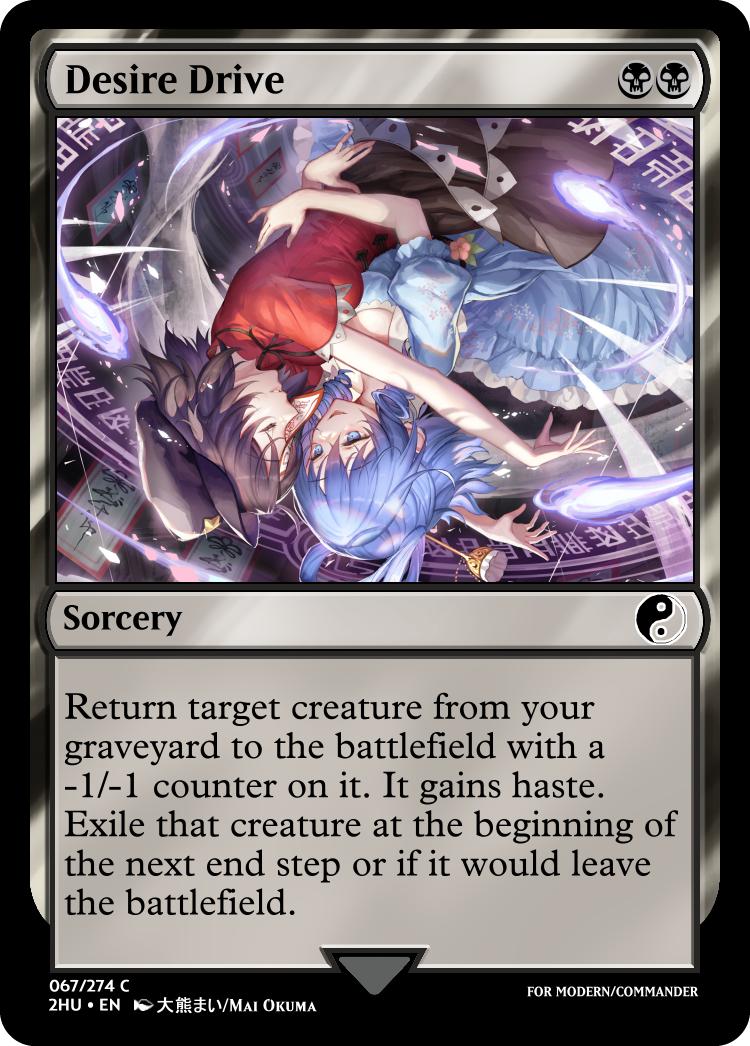 Desire Drive
Sorcery
Return target creature from your
graveyard to the battlefield with a
-1/-1 counter on it. It gains haste.
Exile that creature at the beginning of
the next end step or if it would leave
the battlefield.
067/274 C
2HU • EN 大熊まい/Mai Okuma
FOR MODERN/COMMANDER